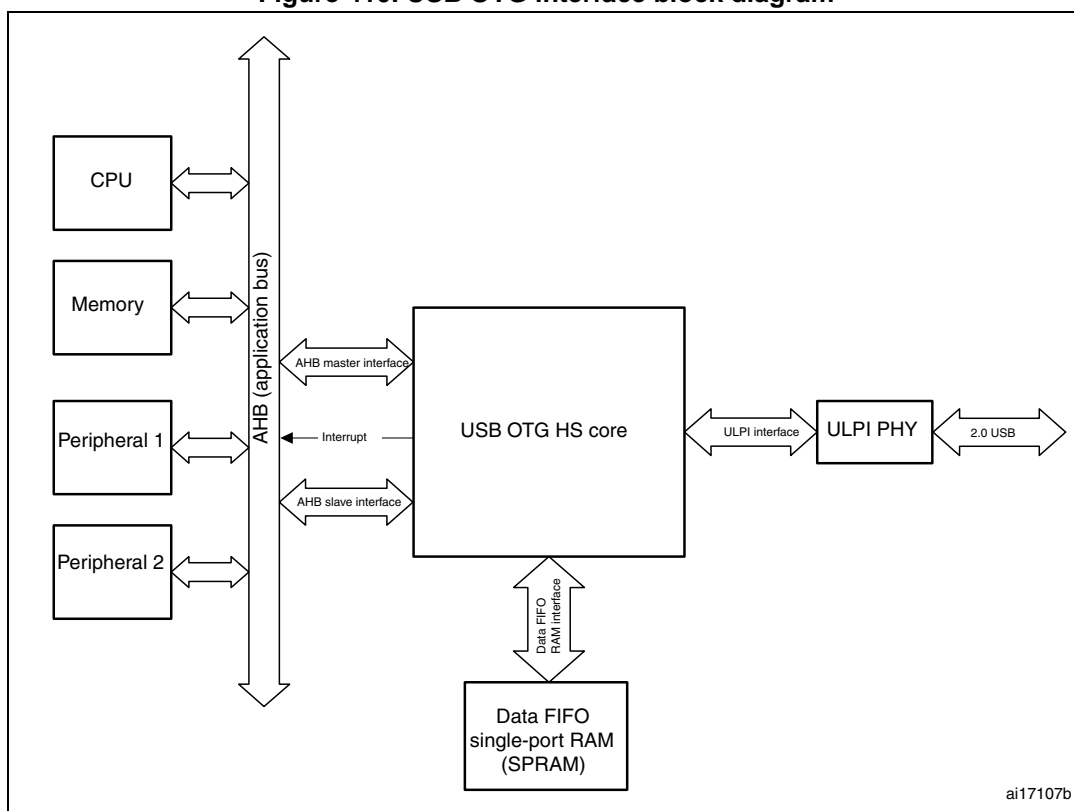 Figure USB OTG interface block diagram
CPU
Memory
Peripheral 1
Peripheral 2
AHB (application bus)
AHB master interface
Interrupt
AHB slave interface
USB OTG HS core
ULPI interface
ULPI PHY
2.0 USB
Data FIFO
RAM interface
Data FIFO
single-port RAM
(SPRAM)
ai17107b